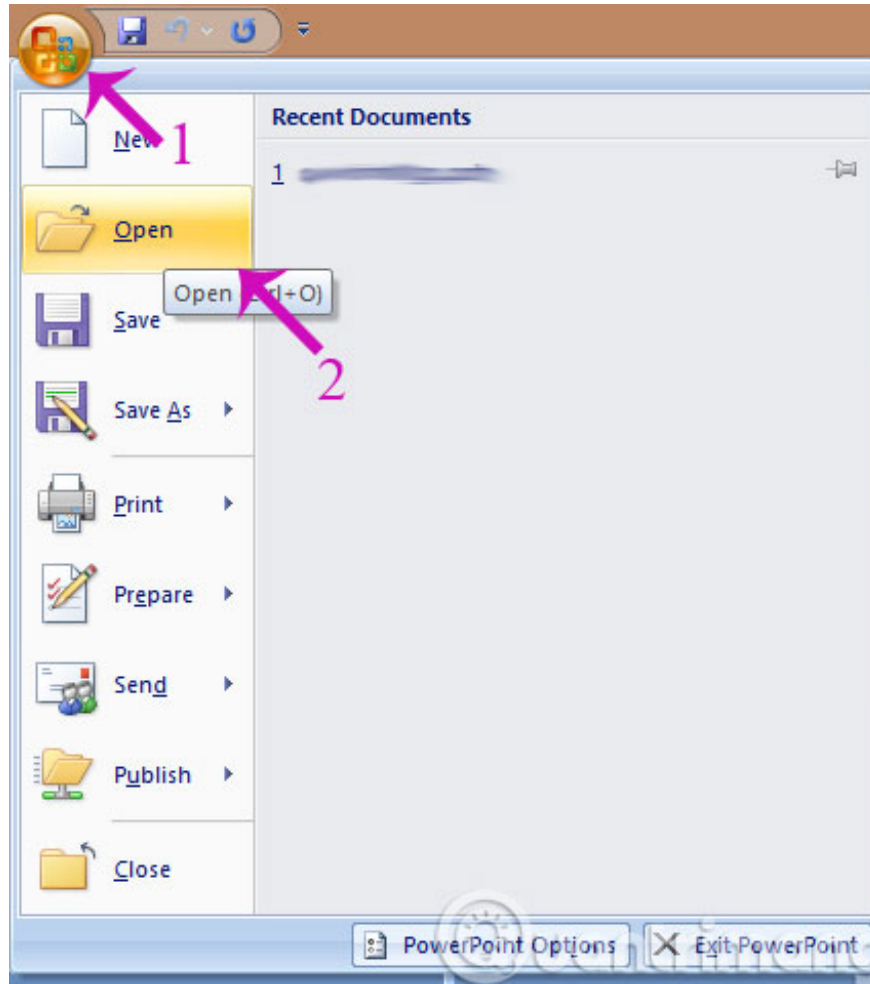 1
New
Recent Documents
1
Open
Open (Ctrl+O)
2
Save
Save As
Print
Prepare
Send
Publish
Close
PowerPoint Options
Exit PowerPoint